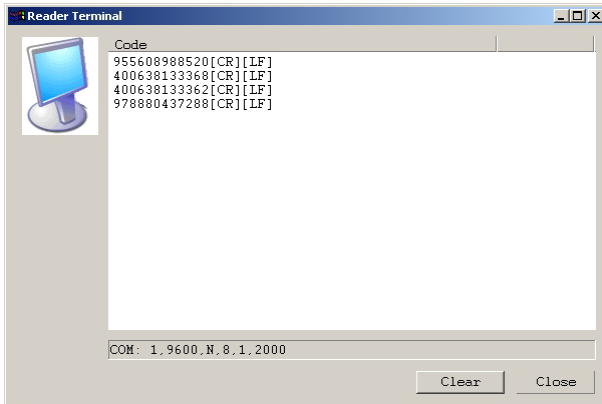 Reader Terminal
Code
955608988520[CR][LF]
400638133368[CR][LF]
400638133362[CR][LF]
978880437288[CR][LF]
COM: 1,9600,N,8,1,2000
Clear Close